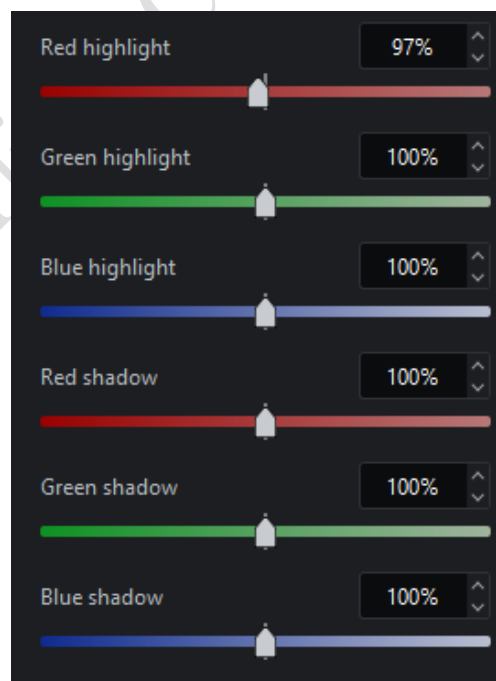 Red highlight 97%
Green highlight 100%
Blue highlight 100%
Red shadow 100%
Green shadow 100%
Blue shadow 100%